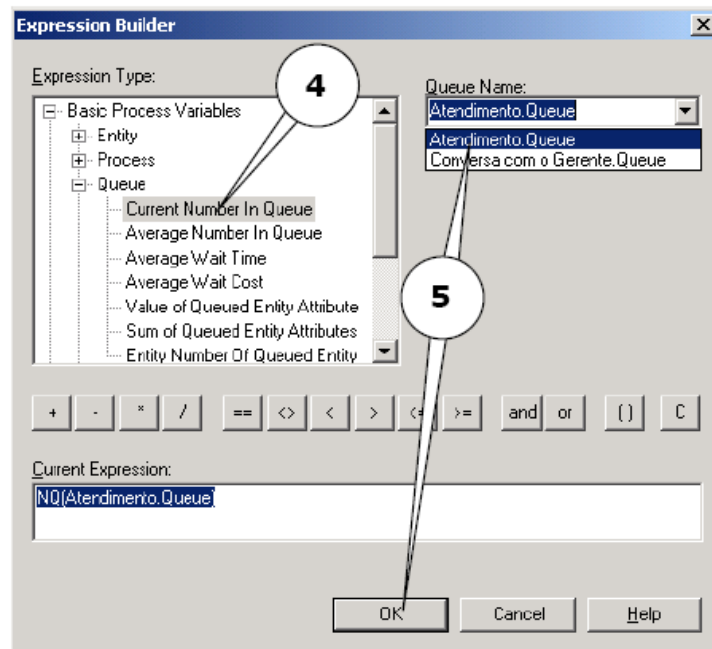 Expression Builder
Expression Type:
4
Basic Process Variables
Entity
Process
Queue
Current Number In Queue
Average Number In Queue
Average Wait Time
Average Wait Cost
Value of Queued Entity Attribute
Sum of Queued Entity Attributes
Entity Number Of Queued Entity
Queue Name:
Atendimento.Queue
Atendimento.Queue
Conversa com o Gerente.Queue
5
+ - * / == <> < > <= >= and or () C
Current Expression:
NQ(Atendimento.Queue)
OK Cancel Help